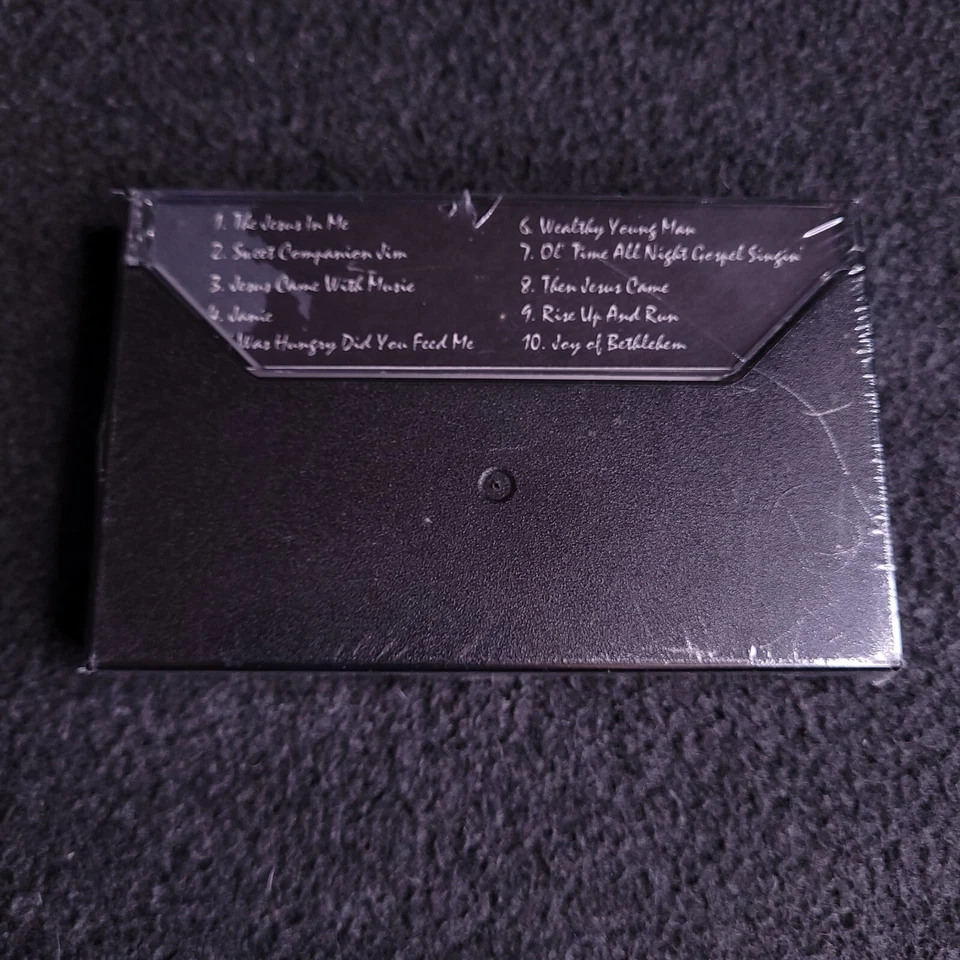 1. The Jesus In Me
2. Sweet Companion Jim
3. Jesus Came With Music
4. Janie
Was Hungry Did You Feed Me
6. Wealthy Young Man
7. Ol' Time All Night Gospel Singin'
8. Then Jesus Came
9. Rise Up And Run
10. Joy of Bethlehem